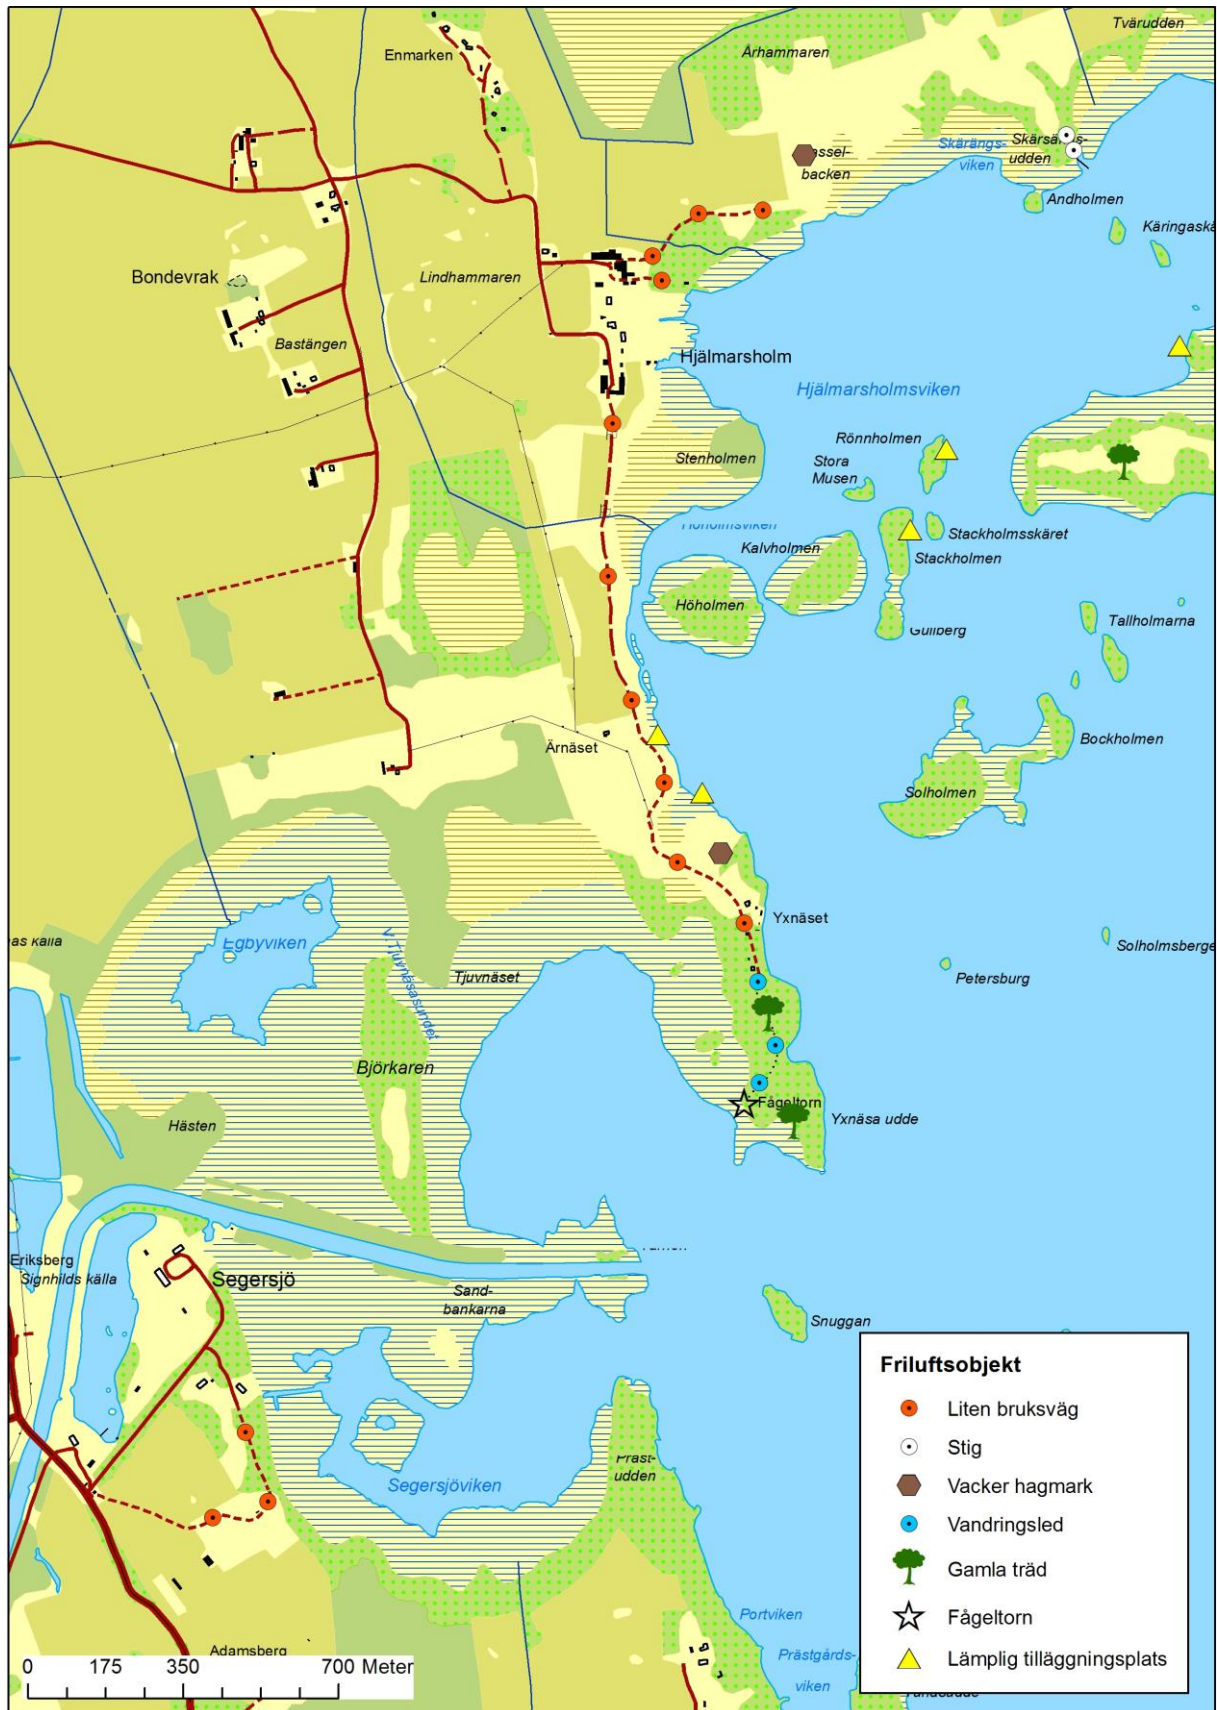 Tvärudden
Enmarken
Århammaren
Skärängs-
viken
udden
backen
Andholmen
Bondevrak
Lindhammaren
Bastängen
Hjälmarsholm
Hjälmarsholmsviken
Rönnholmen
Stora
Musen
Stenholmen
Stackholmsskäret
Kalvholmen
Stackholmen
Höholmen
Tallholmarna
Ärnäset
Bockholmen
Solholmen
Yxnäset
Egbyviken
V.Tjuvnäsasundet
Tjuvnäset
Petersburg
Björkaren
Fågeltorn
Yxnäsa udde
Hästen
Eriksberg
Signhilds källa
Segersjö
Sand-
bankarna
Snuggan
Präst-
udden
Segersjöviken
Portviken
Prästgårds-
viken
Adamsberg
0 175 350 700 Meter
Friluftsobjekt
Liten bruksväg
Stig
Vacker hagmark
Vandringsled
Gamla träd
Fågeltorn
Lämplig tilläggningsplats